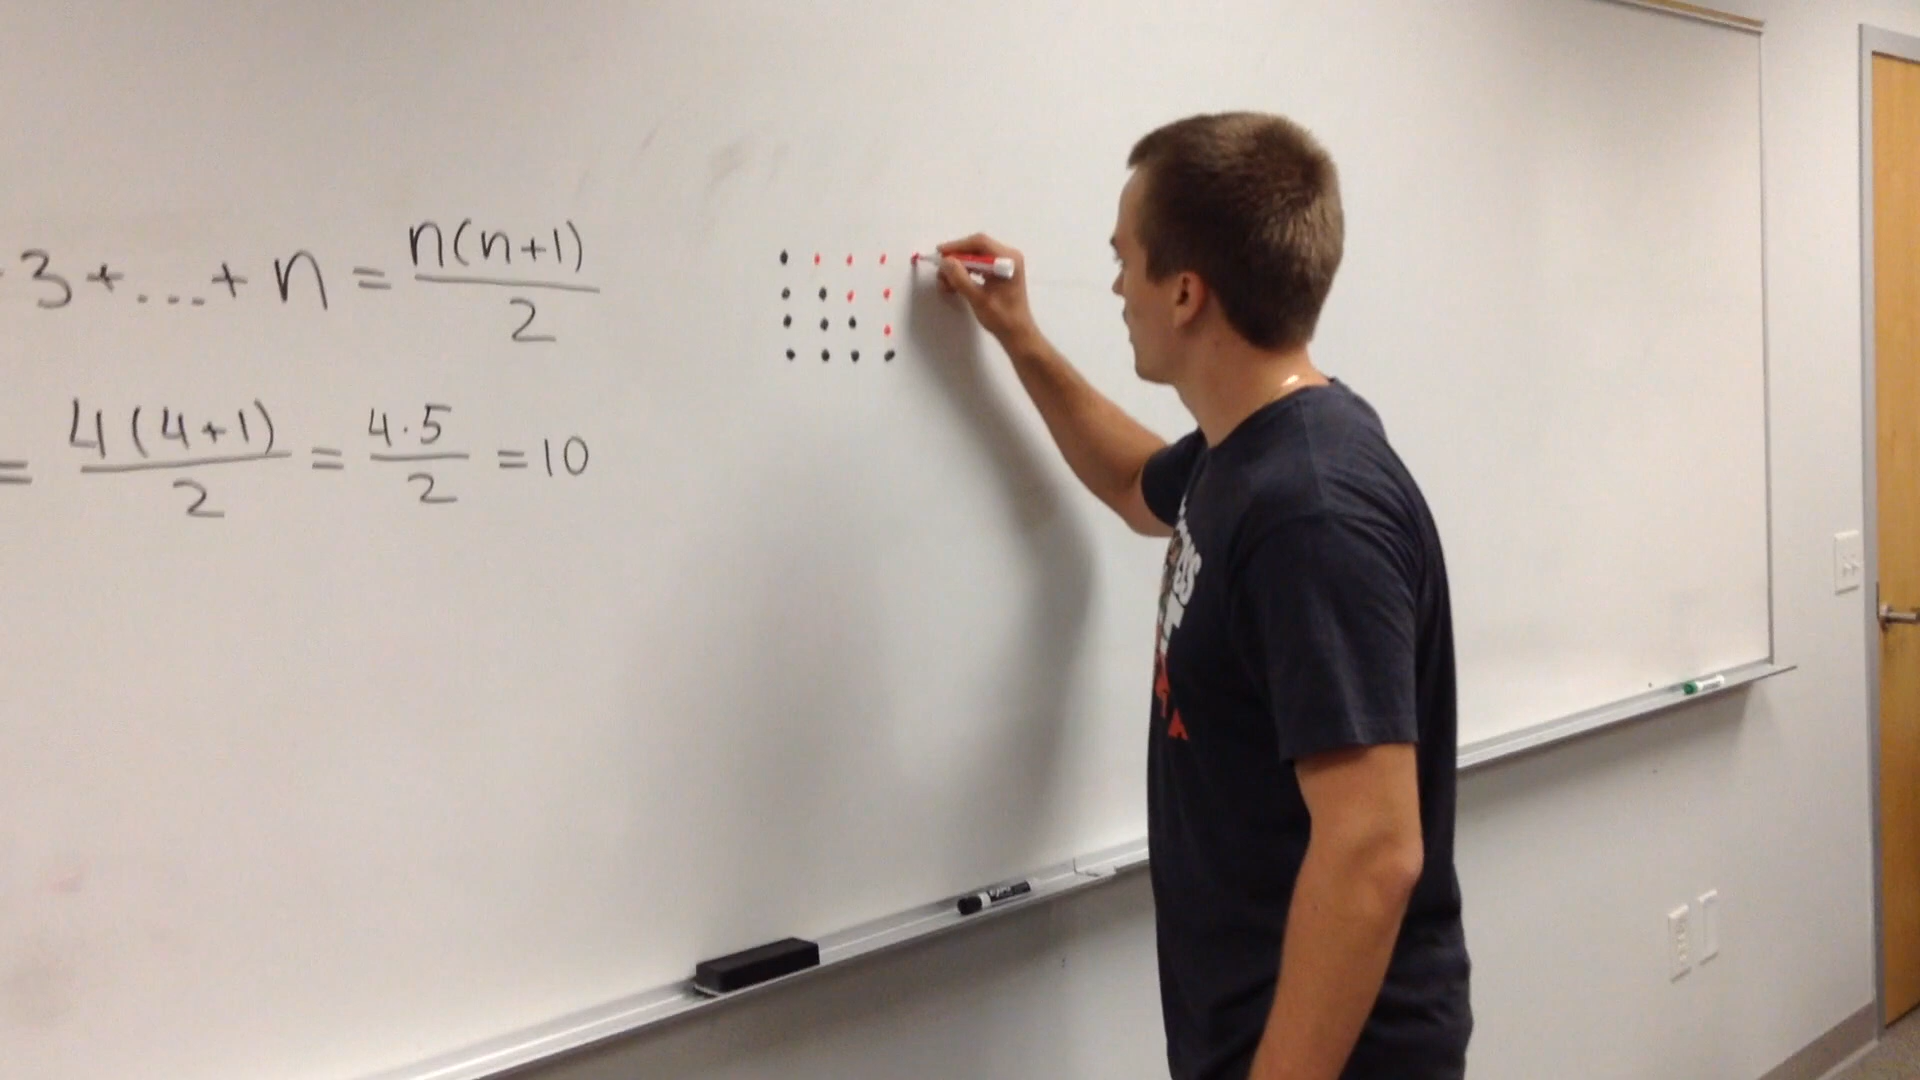 3 + ... + n = n(n+1)/2
= 4(4+1)/2 = 4·5/2 = 10